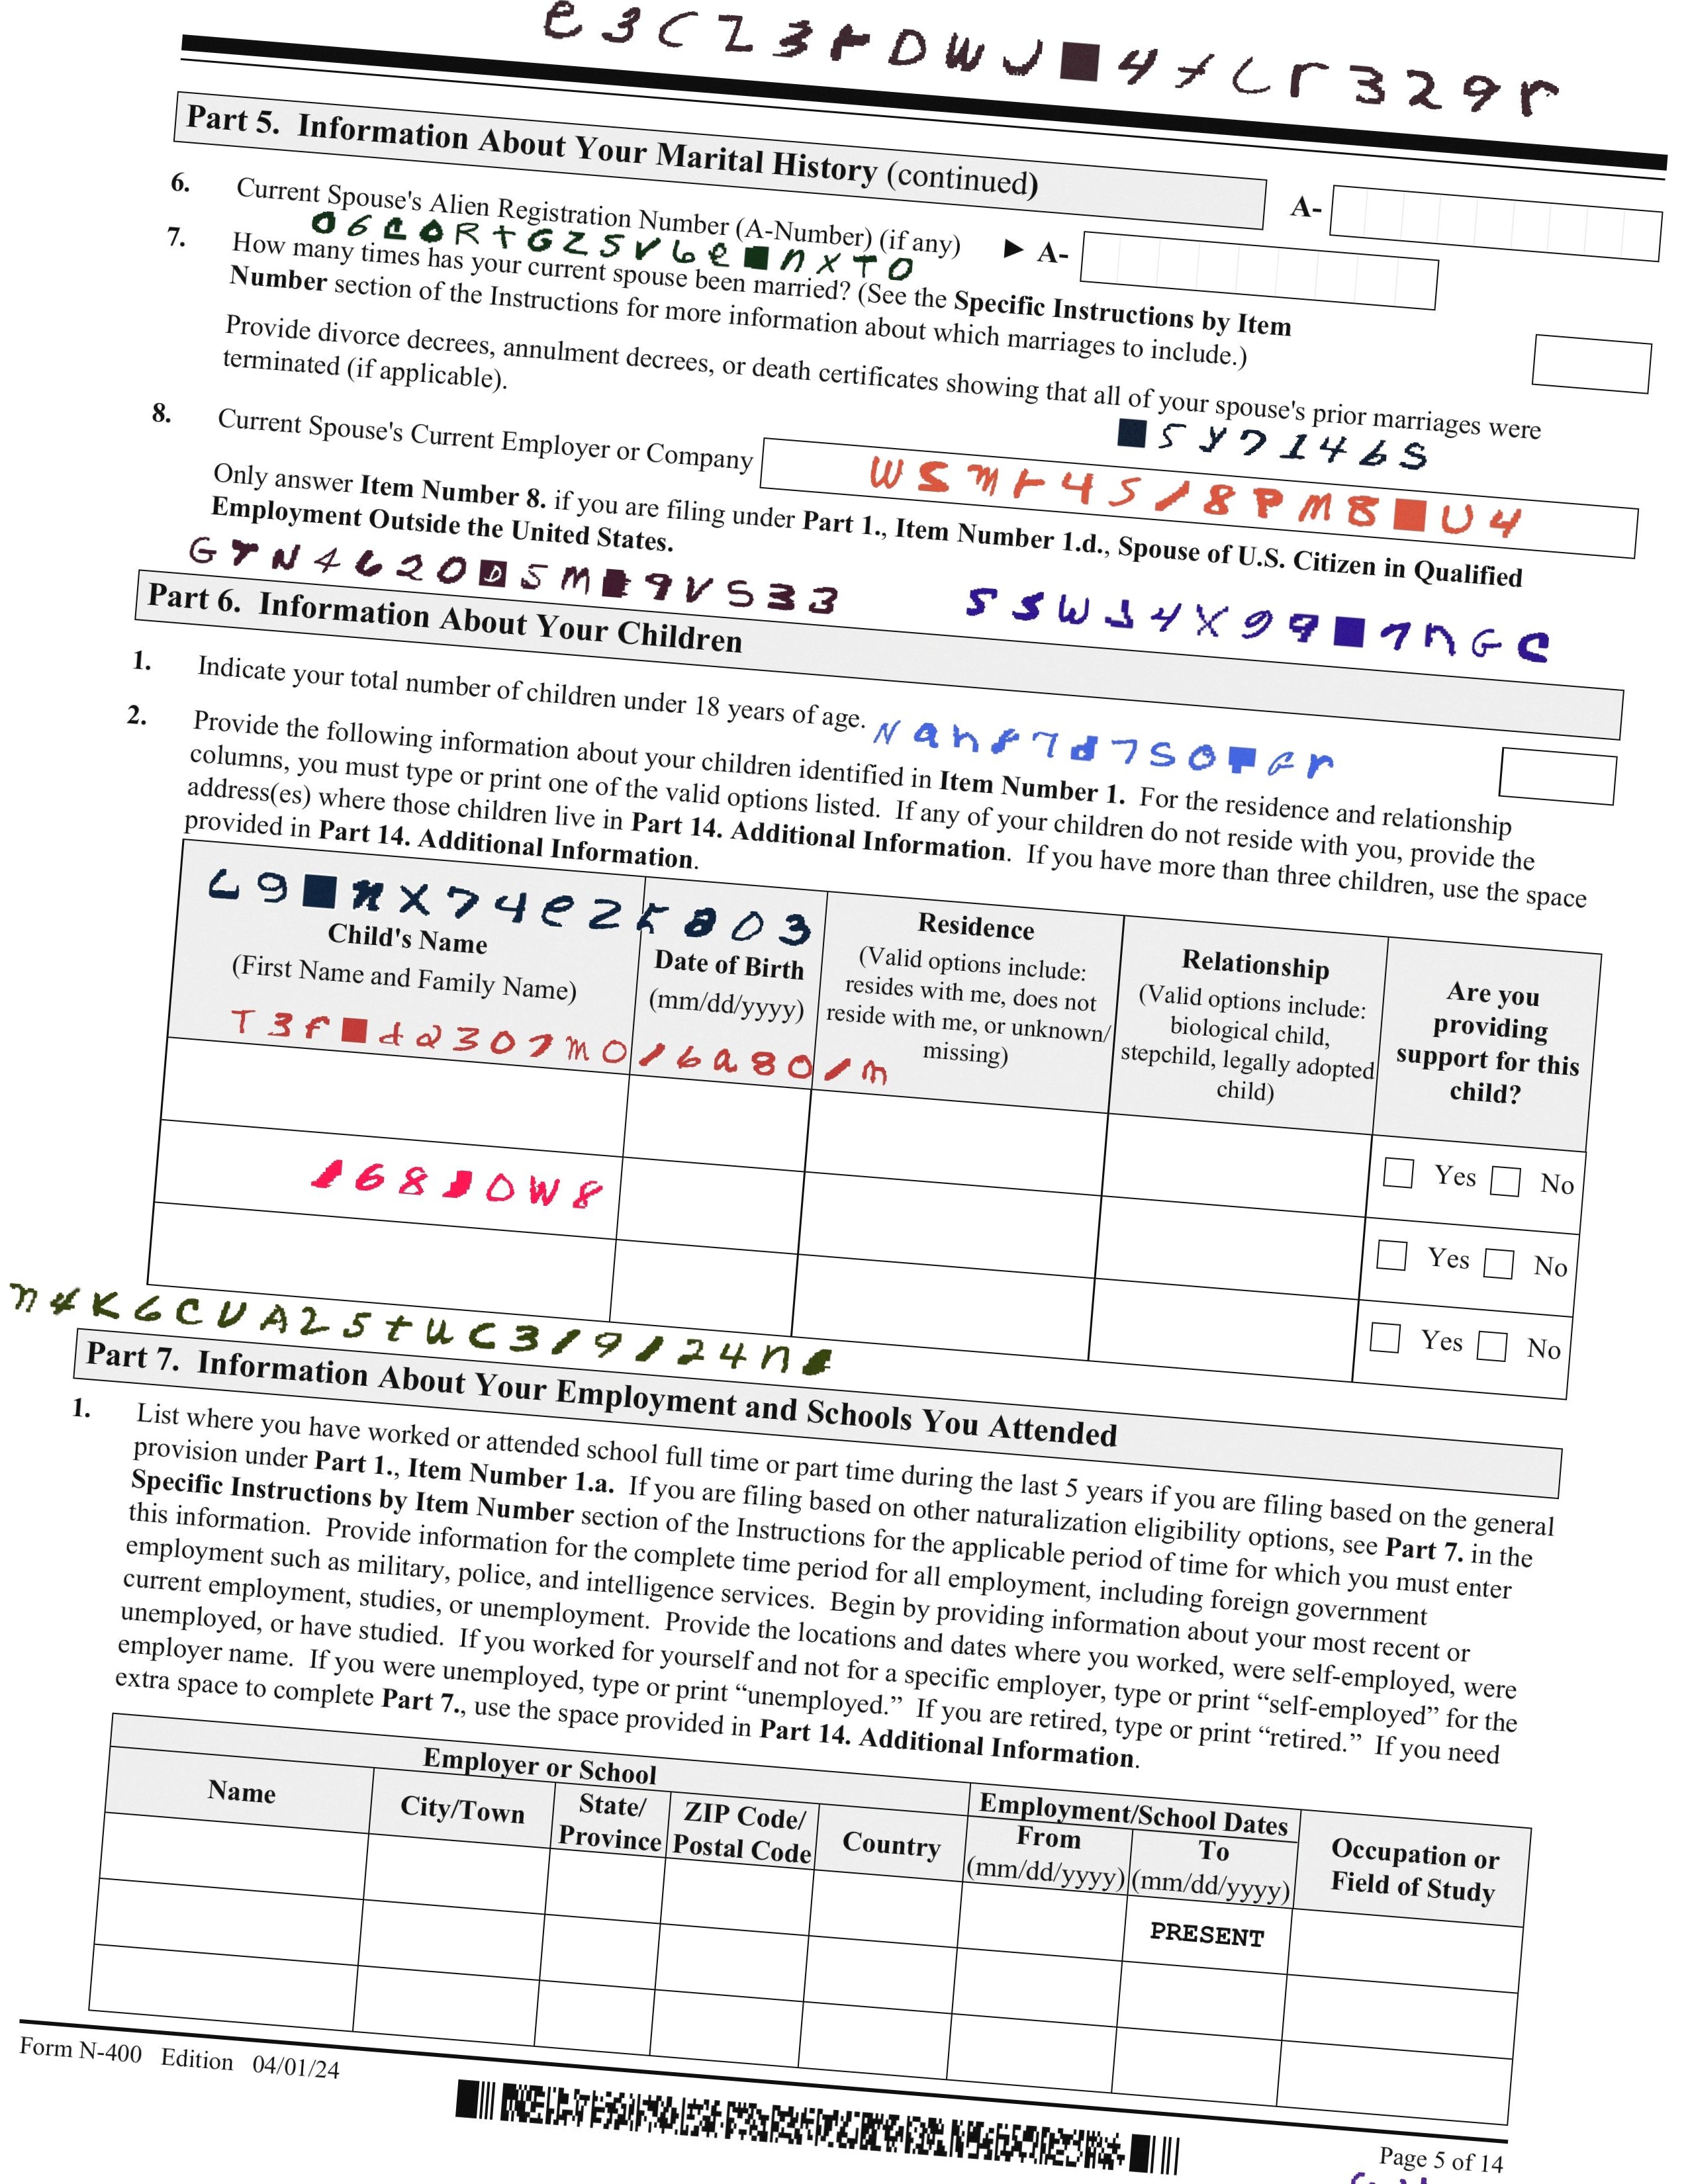 e3CZ3tDWJ■4tCr329r
Part 5. Information About Your Marital History (continued)
A-
6. Current Spouse's Alien Registration Number (A-Number) (if any) ► A-
7. How many times has your current spouse been married? (See the Specific Instructions by Item
Number section of the Instructions for more information about which marriages to include.)
Provide divorce decrees, annulment decrees, or death certificates showing that all of your spouse's prior marriages were
terminated (if applicable).
■5y7146S
8. Current Spouse's Current Employer or Company
Only answer Item Number 8. if you are filing under Part 1., Item Number 1.d., Spouse of U.S. Citizen in Qualified
Employment Outside the United States.
5SWJ4X99■7nGC
Part 6. Information About Your Children
1. Indicate your total number of children under 18 years of age.
2. Provide the following information about your children identified in Item Number 1. For the residence and relationship
columns, you must type or print one of the valid options listed. If any of your children do not reside with you, provide the
address(es) where those children live in Part 14. Additional Information. If you have more than three children, use the space
provided in Part 14. Additional Information.
Child's Name
(First Name and Family Name)
Date of Birth
(mm/dd/yyyy)
Residence
(Valid options include:
resides with me, does not
reside with me, or unknown/
missing)
Relationship
(Valid options include:
biological child,
stepchild, legally adopted
child)
Are you
providing
support for this
child?
T3f■td2307mO16a801n
Yes No
Yes No
Yes No
Part 7. Information About Your Employment and Schools You Attended
1. List where you have worked or attended school full time or part time during the last 5 years if you are filing based on the general
provision under Part 1., Item Number 1.a. If you are filing based on other naturalization eligibility options, see Part 7. in the
Specific Instructions by Item Number section of the Instructions for the applicable period of time for which you must enter
this information. Provide information for the complete time period for all employment, including foreign government
employment such as military, police, and intelligence services. Begin by providing information about your most recent or
current employment, studies, or unemployment. Provide the locations and dates where you worked, were self-employed, were
unemployed, or have studied. If you worked for yourself and not for a specific employer, type or print “self-employed” for the
employer name. If you were unemployed, type or print “unemployed.” If you are retired, type or print “retired.” If you need
extra space to complete Part 7., use the space provided in Part 14. Additional Information.
Employer or School
Employment/School Dates
Name
City/Town
State/
Province
ZIP Code/
Postal Code
Country
From
(mm/dd/yyyy)
To
(mm/dd/yyyy)
Occupation or
Field of Study
PRESENT
Form N-400 Edition 04/01/24
Page 5 of 14